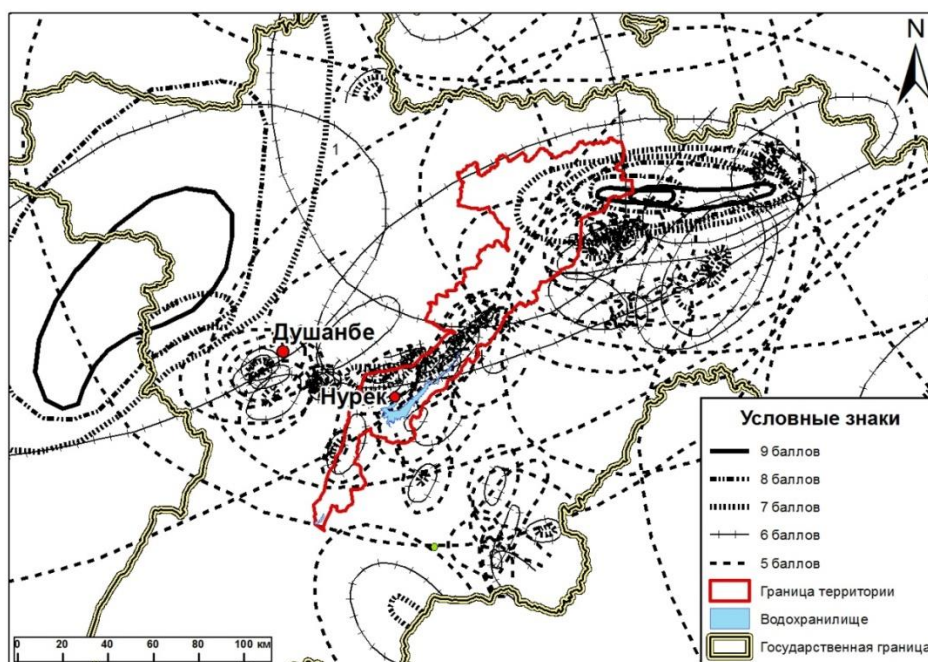 N
1
Душанбе
Нурек
Условные знаки
9 баллов
8 баллов
7 баллов
6 баллов
5 баллов
Граница территории
Водохранилище
Государственная граница
0 20 40 60 80 100 км